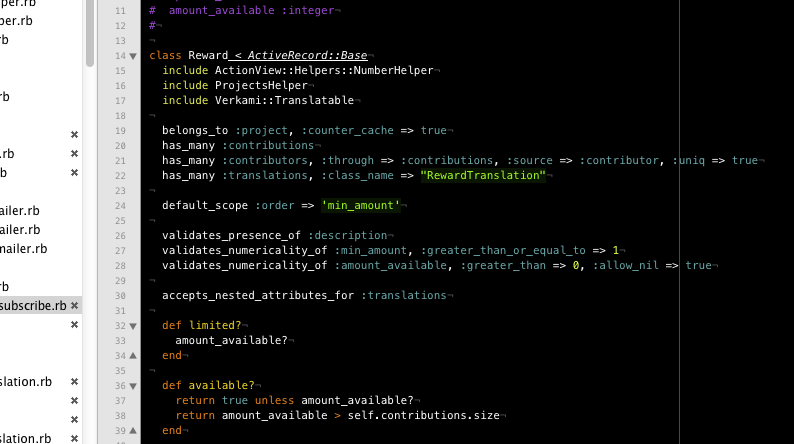 per.rb
per.rb
rb
rb
.rb
b
ailer.rb
ailer.rb
mailer.rb
rb
subscribe.rb
slation.rb
slation.rb
11 #  amount_available :integer¬
12 #¬
13 ¬
14 class Reward < ActiveRecord::Base
15   include ActionView::Helpers::NumberHelper¬
16   include ProjectsHelper¬
17   include Verkami::Translatable¬
18 ¬
19   belongs_to :project, :counter_cache => true¬
20   has_many :contributions¬
21   has_many :contributors, :through => :contributions, :source => :contributor, :uniq => true¬
22   has_many :translations, :class_name => "RewardTranslation"¬
23 ¬
24   default_scope :order => 'min_amount'¬
25 ¬
26   validates_presence_of :description¬
27   validates_numericality_of :min_amount, :greater_than_or_equal_to => 1¬
28   validates_numericality_of :amount_available, :greater_than => 0, :allow_nil => true¬
29 ¬
30   accepts_nested_attributes_for :translations¬
31 ¬
32   def limited?¬
33     amount_available?¬
34   end¬
35 ¬
36   def available?¬
37     return true unless amount_available?¬
38     return amount_available > self.contributions.size¬
39   end¬